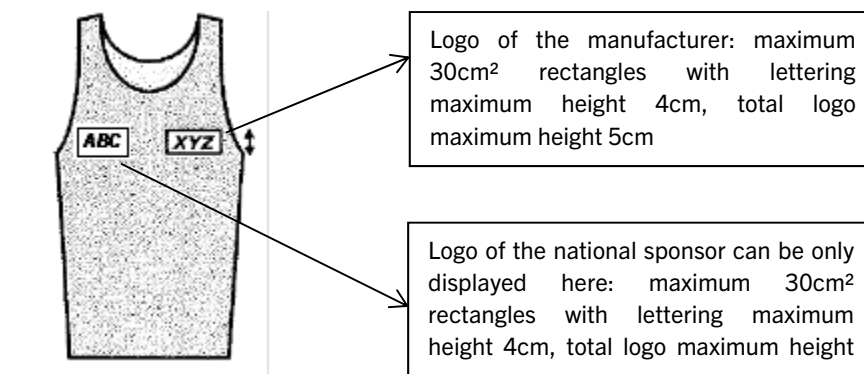 ABC
XYZ
Logo of the manufacturer: maximum
30cm² rectangles with lettering
maximum height 4cm, total logo
maximum height 5cm
Logo of the national sponsor can be only
displayed here: maximum 30cm²
rectangles with lettering maximum
height 4cm, total logo maximum height